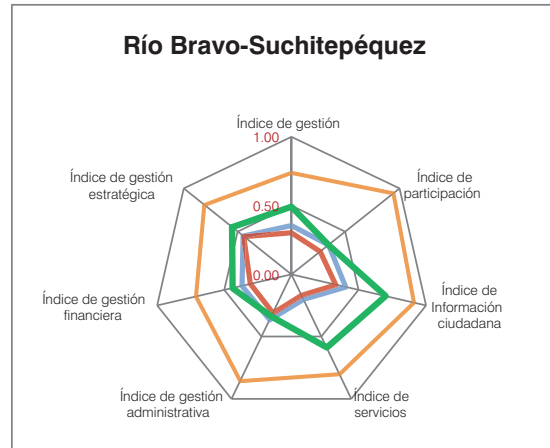 Río Bravo-Suchitepéquez
Índice de gestión
1.00
Índice de gestión
estratégica
Índice de
participación
0.50
0.00
Índice de gestión
financiera
Índice de
Información
ciudadana
Índice de gestión
administrativa
Índice de
servicios